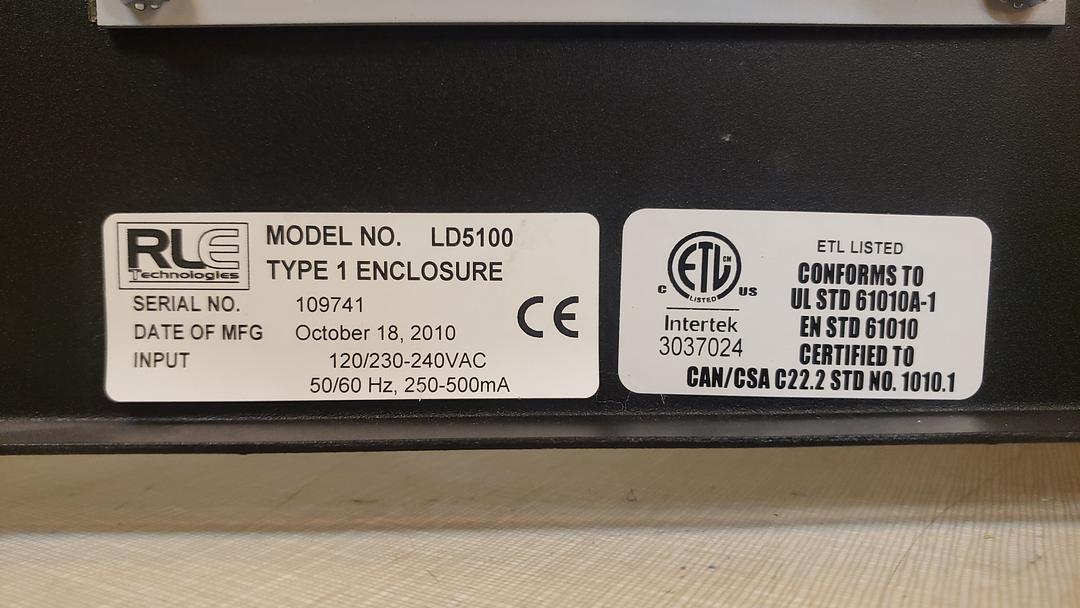 RLE
Technologies
MODEL NO. LD5100
TYPE 1 ENCLOSURE
SERIAL NO. 109741
DATE OF MFG October 18, 2010
INPUT 120/230-240VAC
50/60 Hz, 250-500mA
CE
ETL CM
LISTED
C US
Intertek
3037024
ETL LISTED
CONFORMS TO
UL STD 61010A-1
EN STD 61010
CERTIFIED TO
CAN/CSA C22.2 STD NO. 1010.1